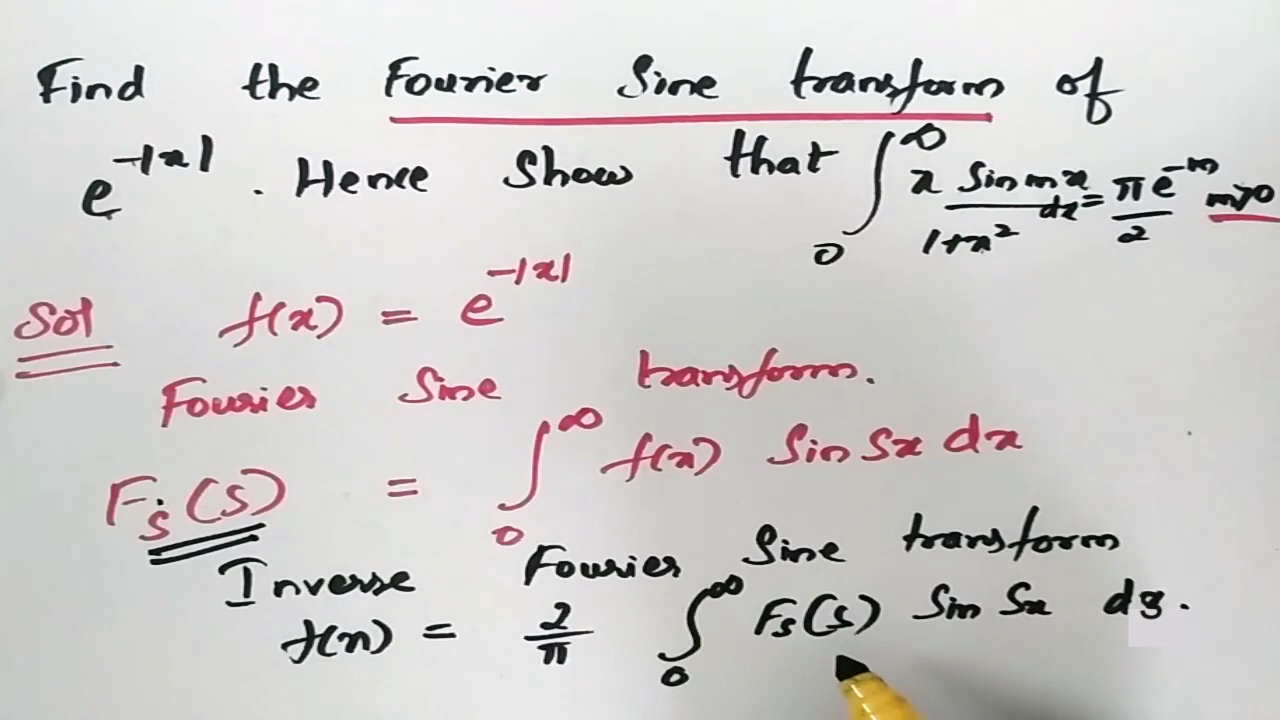 Find the Fourier Sine transform of
e^{-|x|}. Hence Show that ∫_0^∞ x sin mx / 1+x² dx = π e^{-m} / 2 m>0
Sol f(x) = e^{-|x|}
Fourier Sine transform.
F_s(s) = ∫_0^∞ f(x) Sin sx dx
Inverse Fourier Sine transform
f(x) = 2/π ∫_0^∞ F_s(s) Sin sx ds.